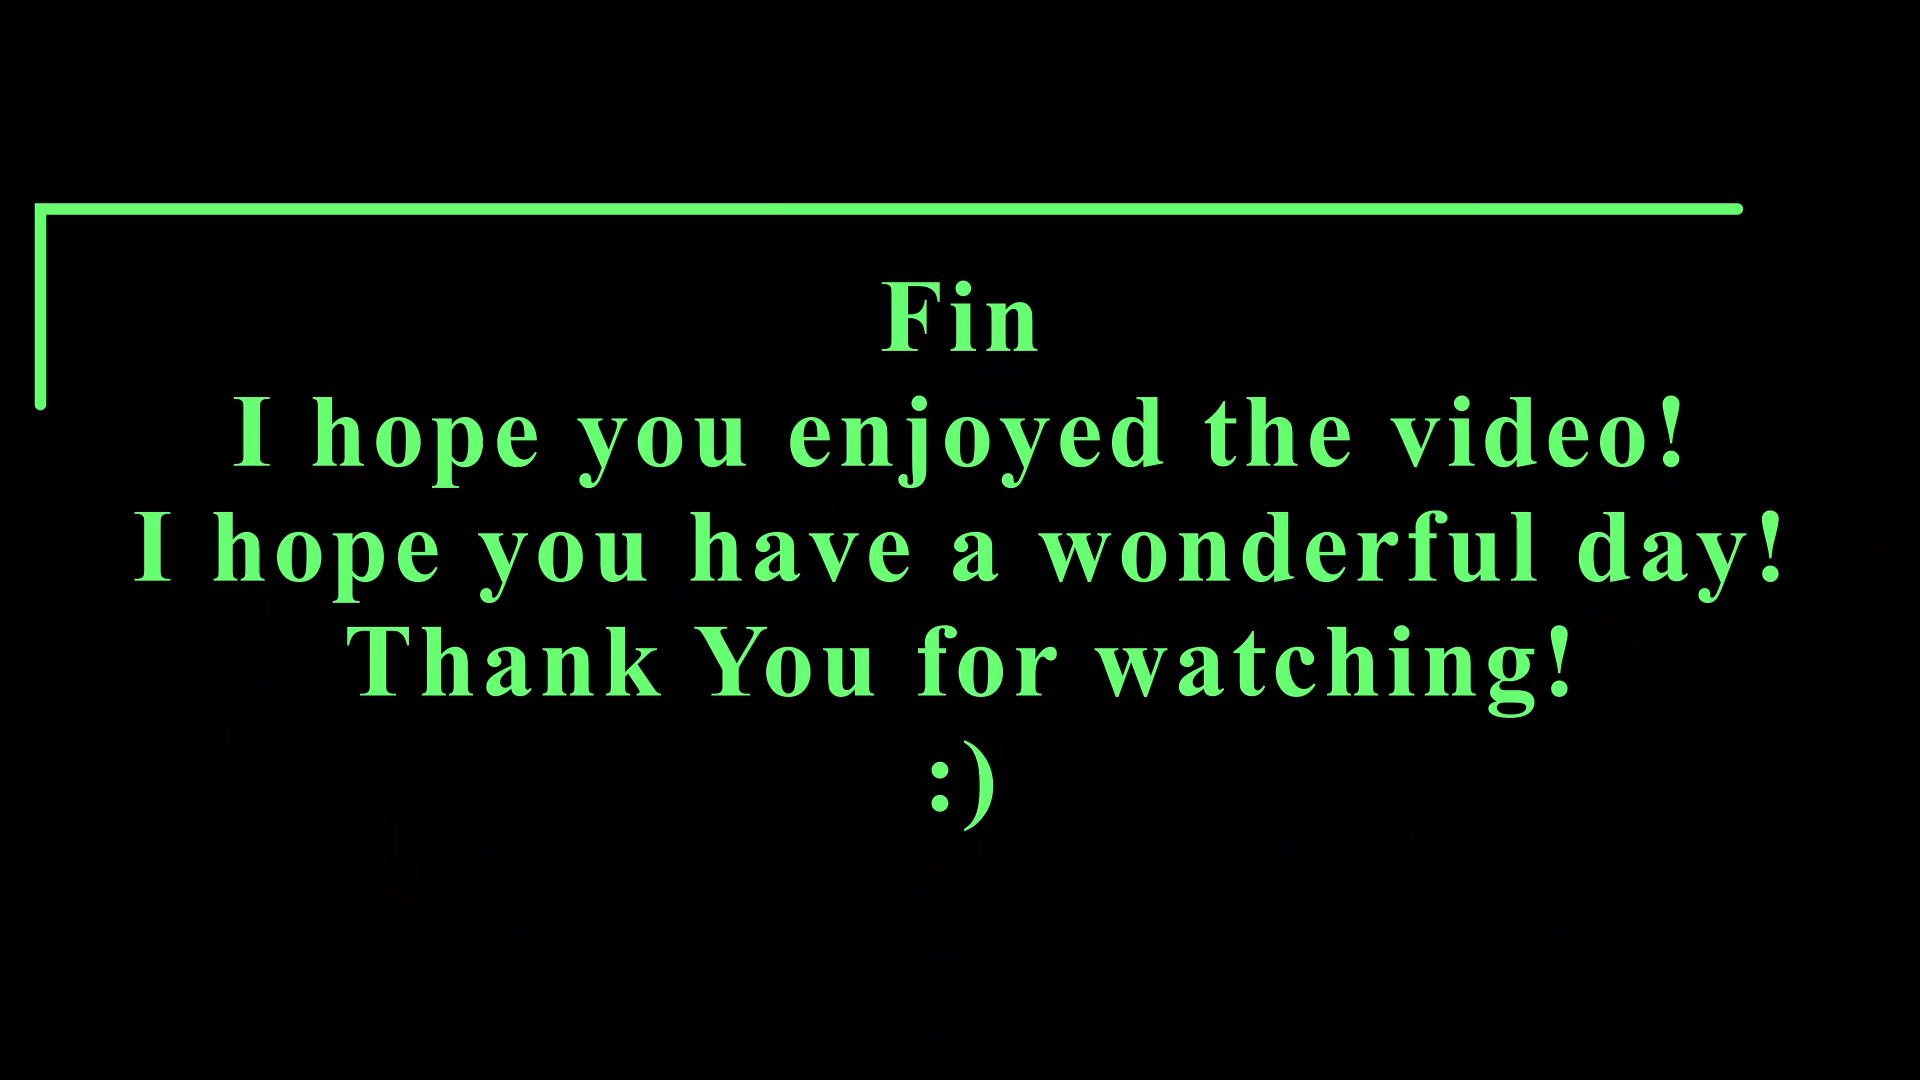 Fin
I hope you enjoyed the video!
I hope you have a wonderful day!
Thank You for watching!
:)